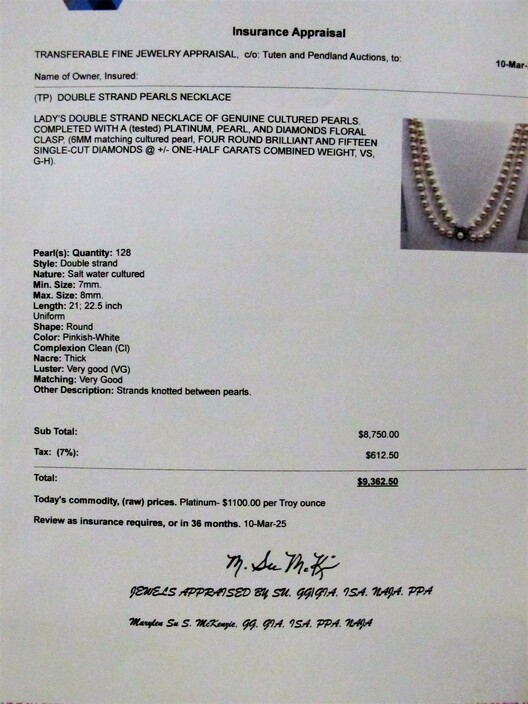 Insurance Appraisal
TRANSFERABLE FINE JEWELRY APPRAISAL, c/o: Tuten and Pendland Auctions, to:
10-Mar-
Name of Owner, Insured:
(TP) DOUBLE STRAND PEARLS NECKLACE
LADY'S DOUBLE STRAND NECKLACE OF GENUINE CULTURED PEARLS.
COMPLETED WITH A (tested) PLATINUM, PEARL, AND DIAMONDS FLORAL
CLASP, (6MM matching cultured pearl, FOUR ROUND BRILLIANT AND FIFTEEN
SINGLE-CUT DIAMONDS @ +/- ONE-HALF CARATS COMBINED WEIGHT, VS,
G-H).
Pearl(s): Quantity: 128
Style: Double strand
Nature: Salt water cultured
Min. Size: 7mm.
Max. Size: 8mm.
Length: 21; 22.5 inch
Uniform
Shape: Round
Color: Pinkish-White
Complexion Clean (CI)
Nacre: Thick
Luster: Very good (VG)
Matching: Very Good
Other Description: Strands knotted between pearls.
Sub Total: $8,750.00
Tax: (7%): $612.50
Total: $9,362.50
Today's commodity, (raw) prices. Platinum- $1100.00 per Troy ounce
Review as insurance requires, or in 36 months. 10-Mar-25
M. Su McK
JEWELS APPRAISED BY SU. GG|GIA. ISA. NAJA. PPA
Marylen Su S. McKenzie, GG, GIA, ISA, PPA, NAJA